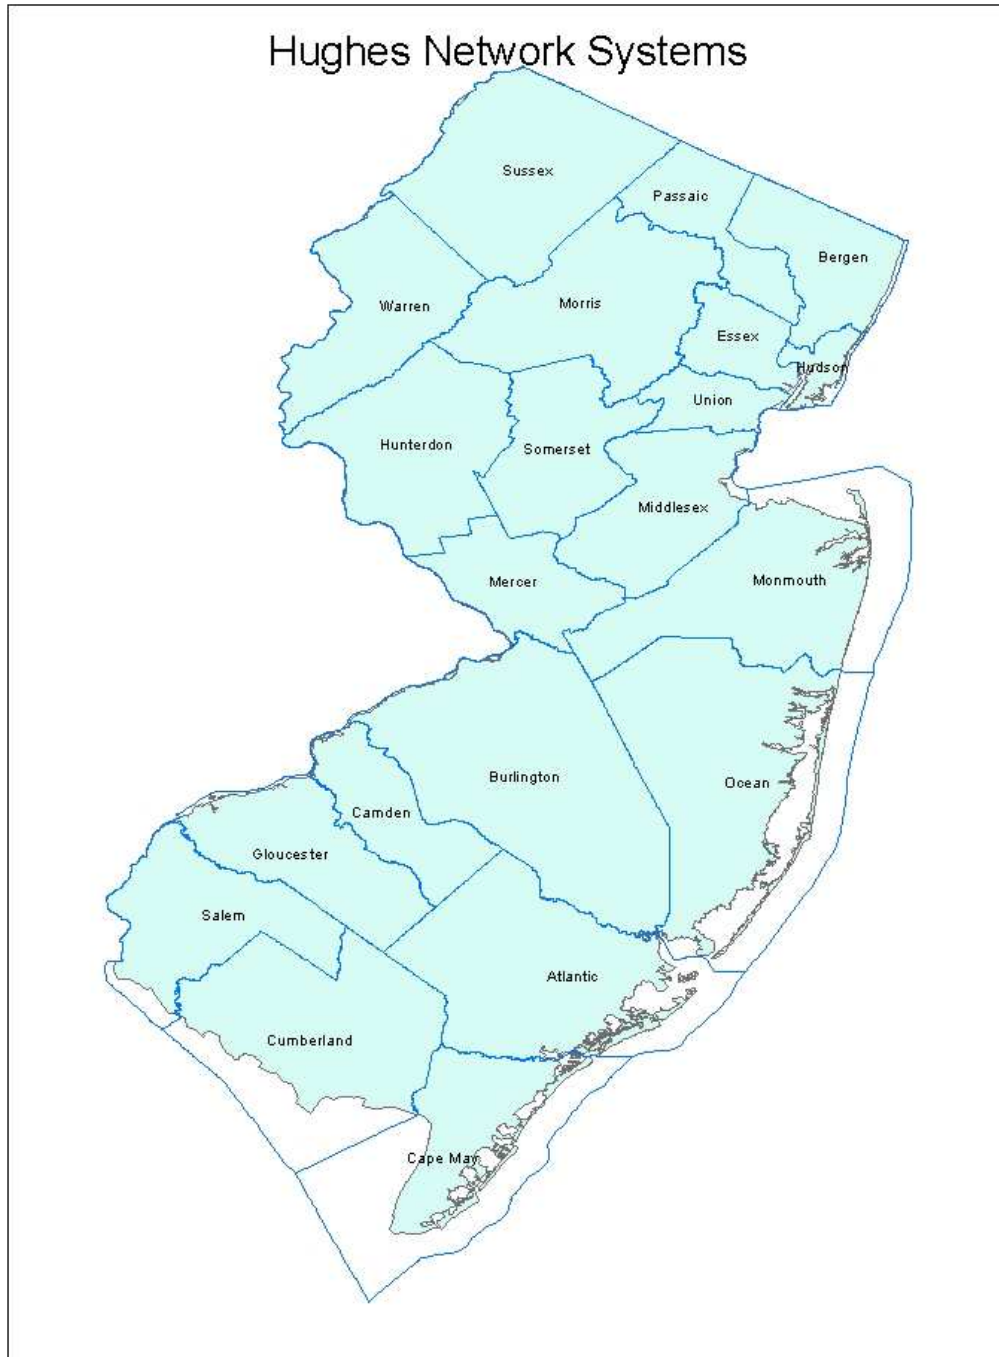 Hughes Network Systems
Sussex
Passaic
Bergen
Warren
Morris
Essex
Hudson
Union
Hunterdon
Somerset
Middlesex
Mercer
Monmouth
Burlington
Ocean
Camden
Gloucester
Salem
Atlantic
Cumberland
Cape May